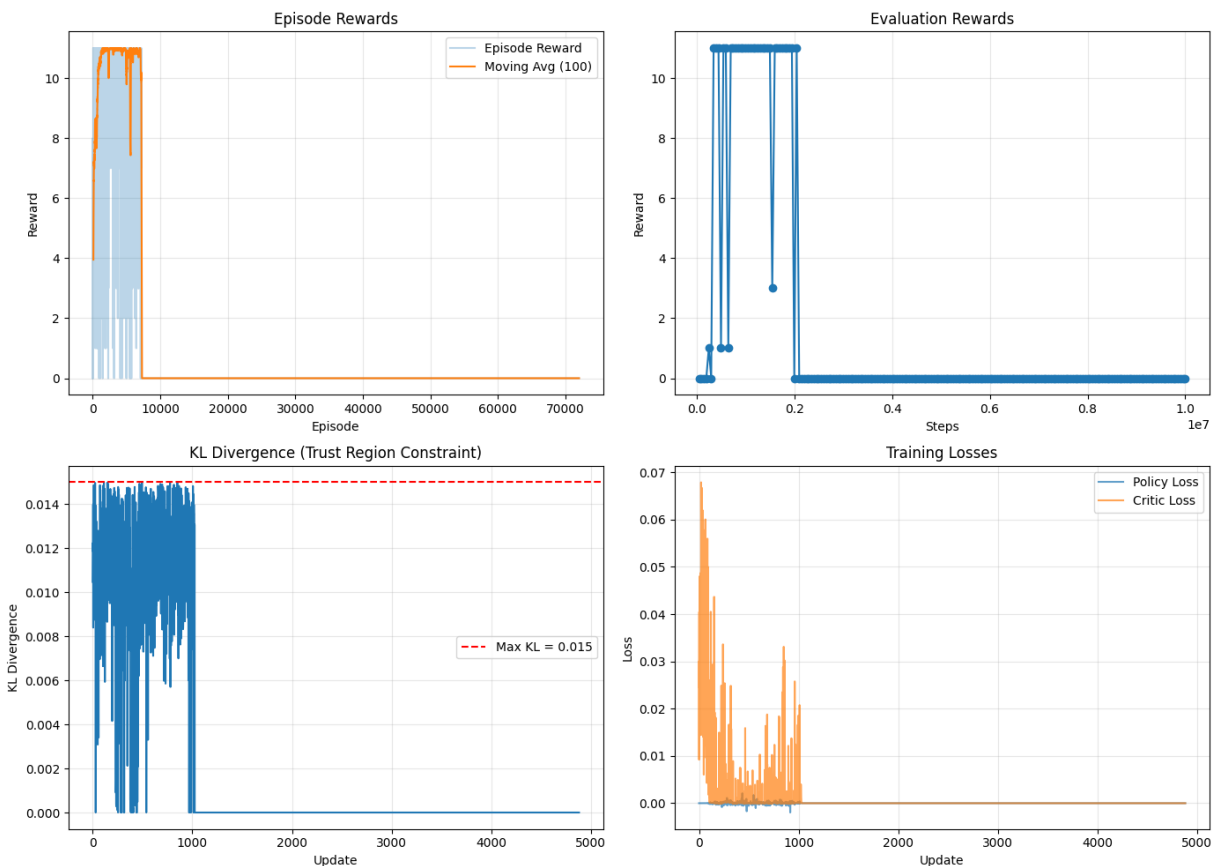 Episode Rewards
Episode Reward
Moving Avg (100)
Reward
10
8
6
4
2
0
0 10000 20000 30000 40000 50000 60000 70000
Episode
Evaluation Rewards
Reward
10
8
6
4
2
0
0.0 0.2 0.4 0.6 0.8 1.0
1e7
Steps
KL Divergence (Trust Region Constraint)
KL Divergence
0.014
0.012
0.010
0.008
0.006
0.004
0.002
0.000
Max KL = 0.015
0 1000 2000 3000 4000 5000
Update
Training Losses
Policy Loss
Critic Loss
Loss
0.07
0.06
0.05
0.04
0.03
0.02
0.01
0.00
0 1000 2000 3000 4000 5000
Update